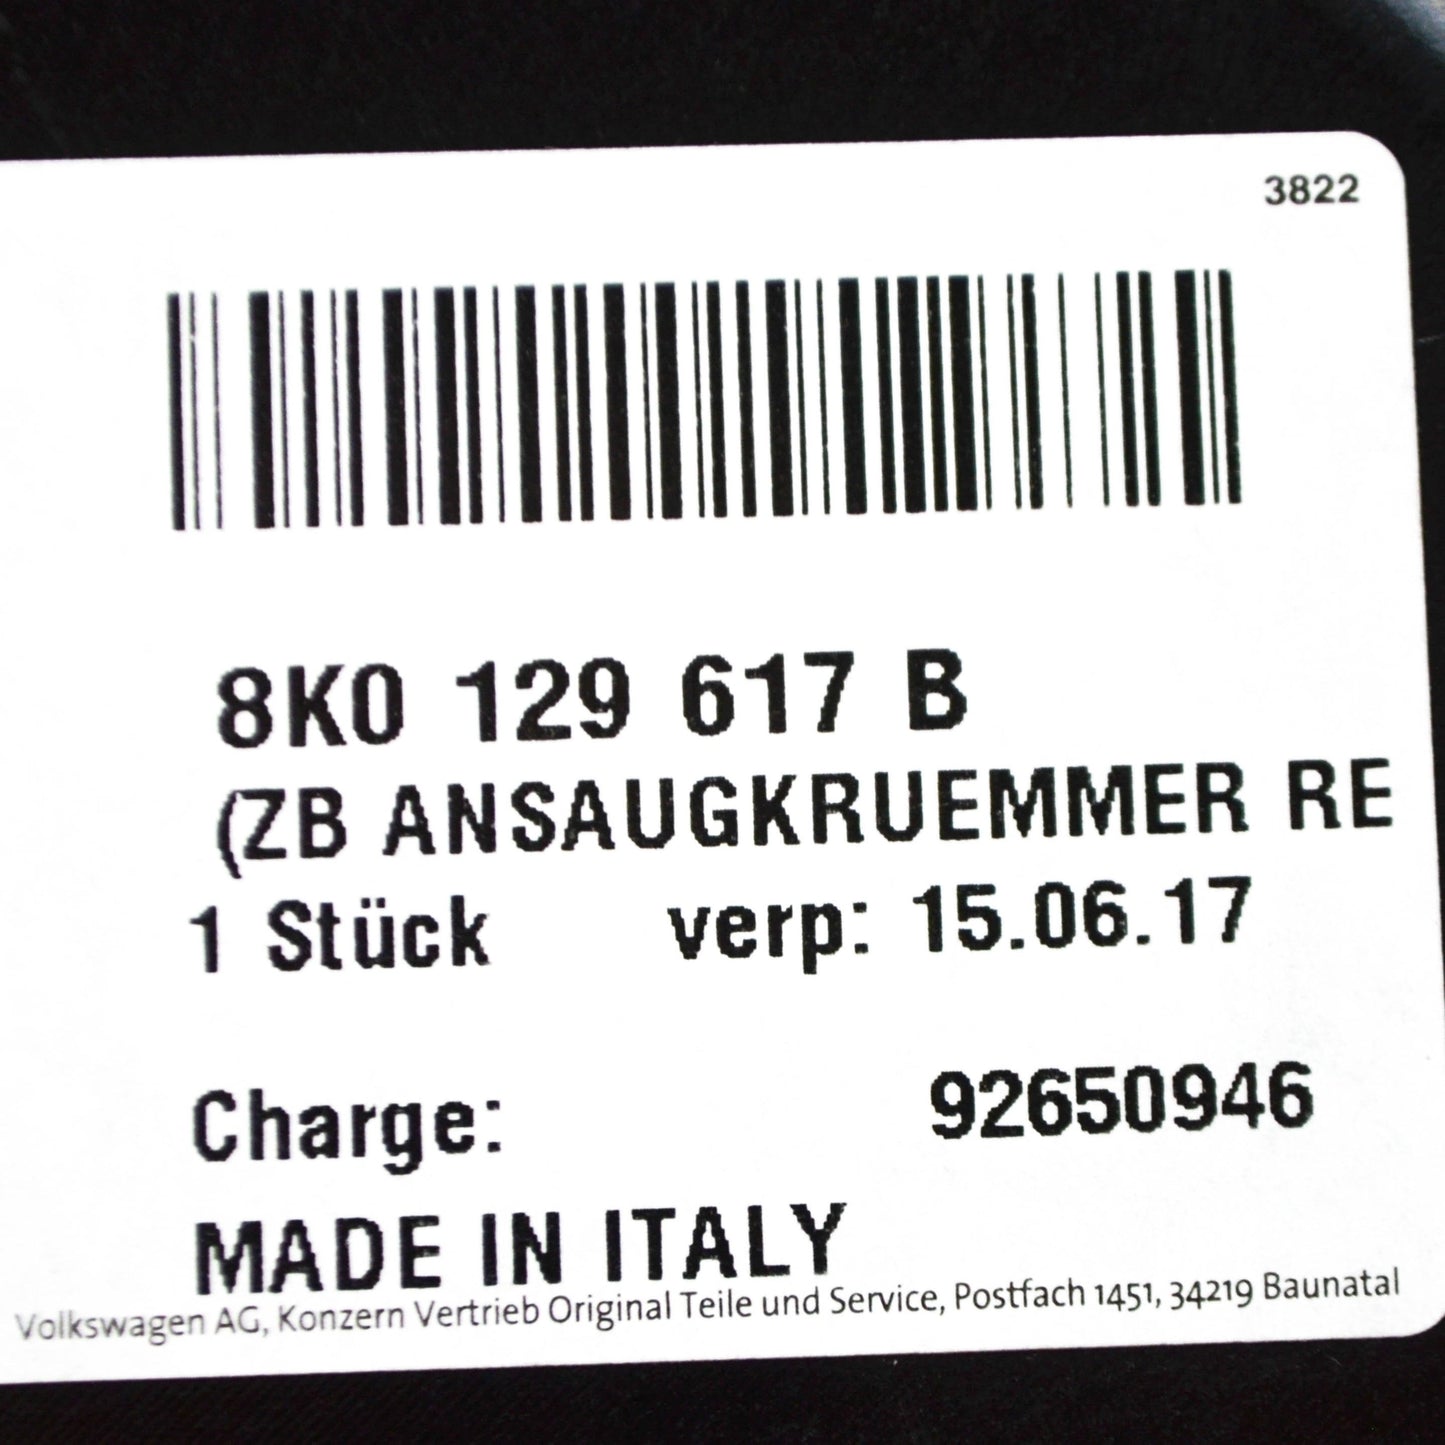 3822
8K0 129 617 B
(ZB ANSAUGKRUEMMER RE
1 Stück verp: 15.06.17
Charge: 92650946
MADE IN ITALY
Volkswagen AG, Konzern Vertrieb Original Teile und Service, Postfach 1451, 34219 Baunatal